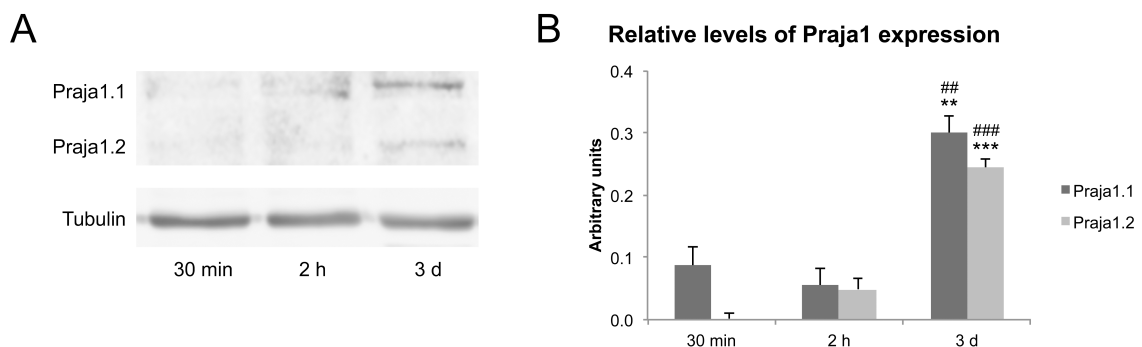 A
Praja1.1
Praja1.2
Tubulin
30 min 2 h 3 d
B
Relative levels of Praja1 expression
Arbitrary units
0.4
0.3
0.2
0.1
0.0
##
**
###
***
30 min 2 h 3 d
Praja1.1
Praja1.2